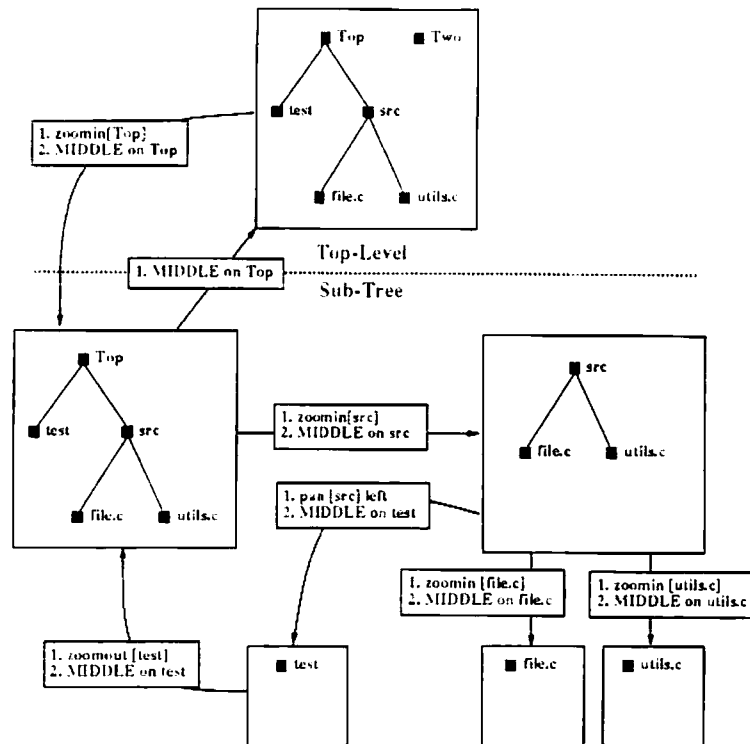 Top
Two
test
src
file.c
utils.c
1. zoomin[Top]
2. MIDDLE on Top
Top-Level
1. MIDDLE on Top
Sub-Tree
Top
test
src
file.c
utils.c
1. zoomin[src]
2. MIDDLE on src
src
file.c
utils.c
1. pan [src] left
2. MIDDLE on test
1. zoomin [file.c]
2. MIDDLE on file.c
1. zoomin [utils.c]
2. MIDDLE on utils.c
1. zoomout [test]
2. MIDDLE on test
test
file.c
utils.c